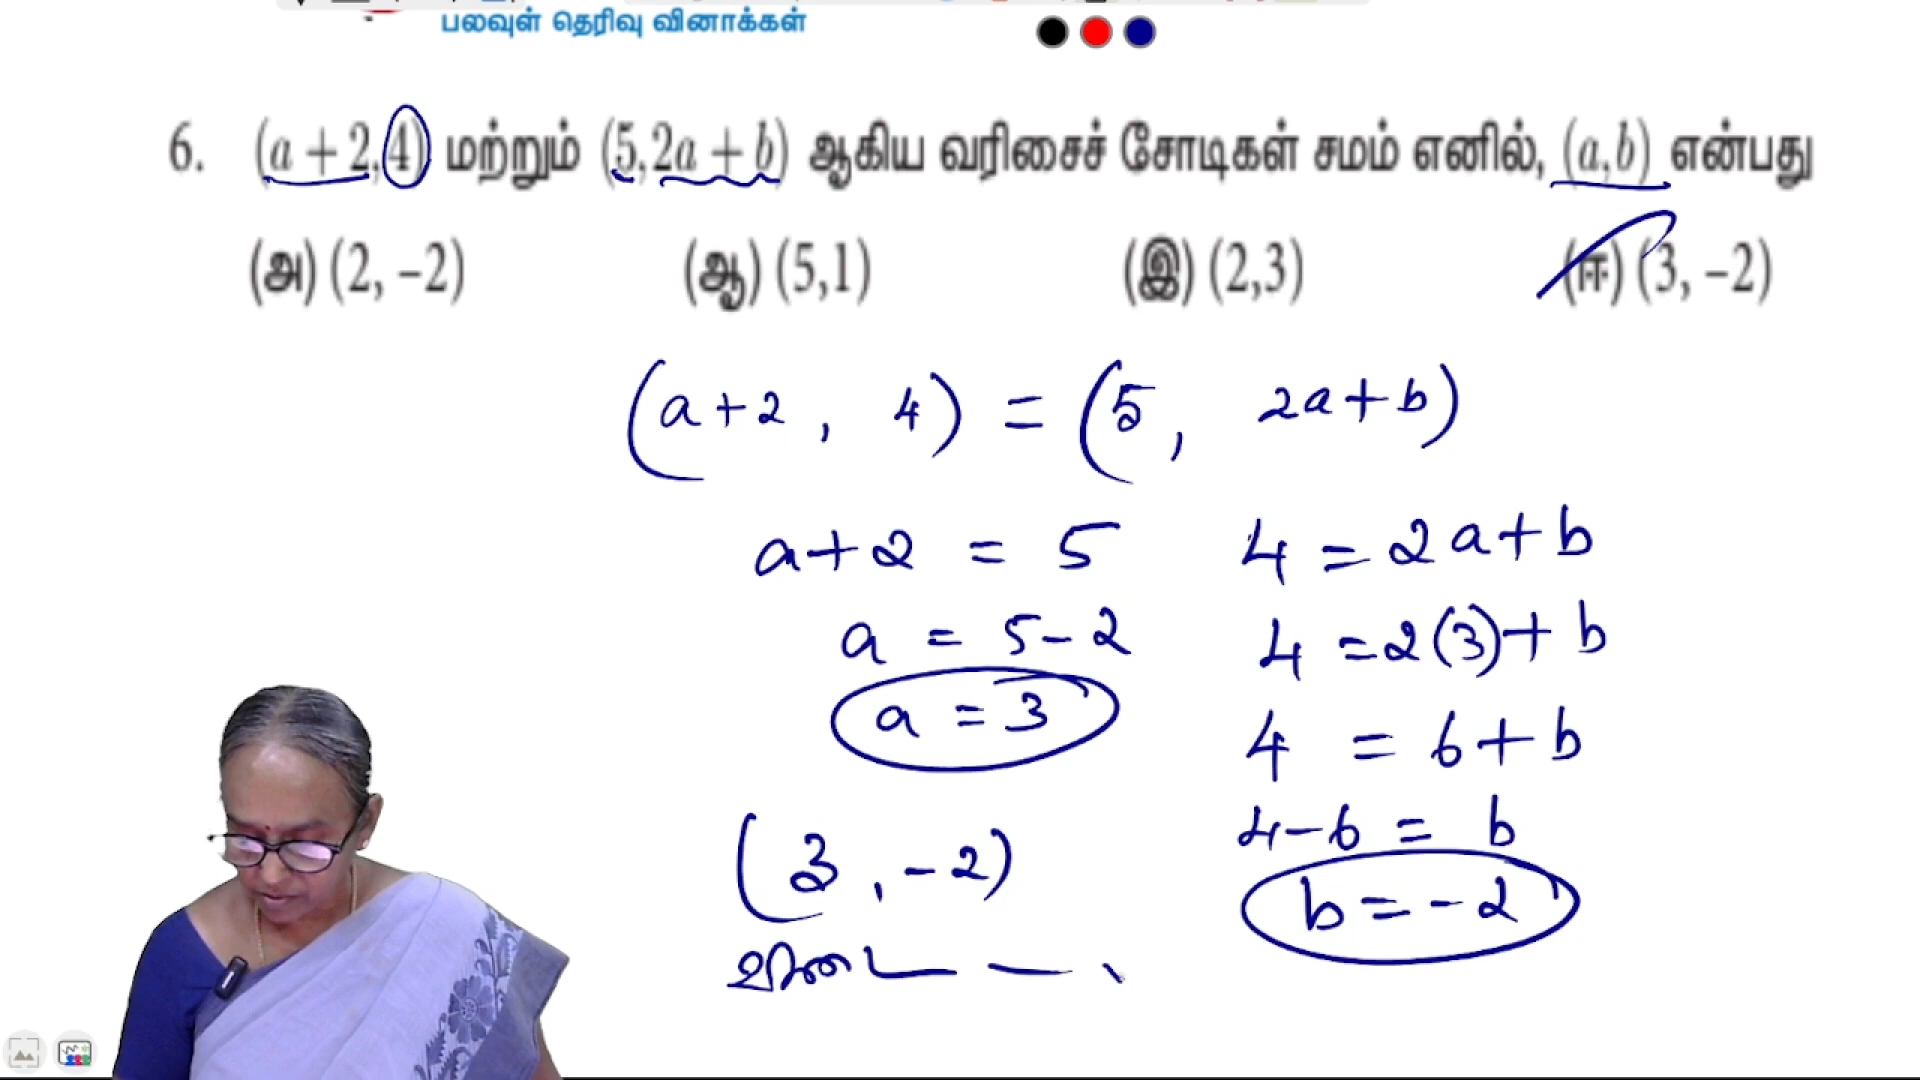 பலவுள் தெரிவு வினாக்கள்
6. (a + 2,4) மற்றும் (5,2a + b) ஆகிய வரிசைச் சோடிகள் சமம் எனில், (a,b) என்பது
(அ) (2, –2) (ஆ) (5,1) (இ) (2,3) (ஈ) (3, –2)
(a+2, 4) = (5, 2a+b)
a+2 = 5
a = 5-2
a = 3
(3, -2)
விடை —
4 = 2a+b
4 = 2(3)+b
4 = 6+b
4-6 = b
b = -2